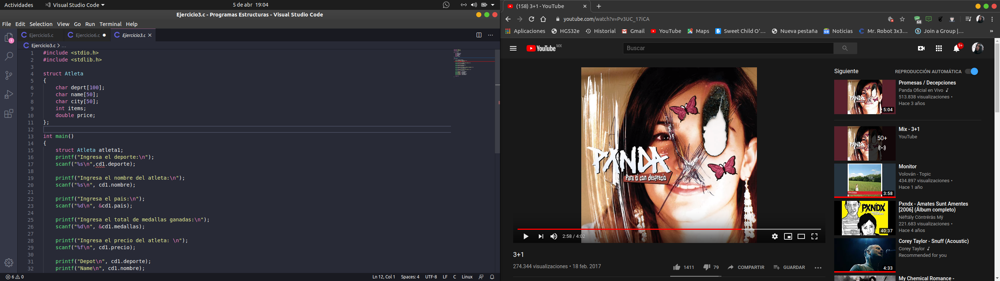 Actividades
Visual Studio Code
5 de abr 19:04
Ejercicio3.c - Programas Estructuras - Visual Studio Code
File Edit Selection View Go Run Terminal Help
1
Ejercicio5.c
Ejercicio6.c
Ejercicio3.c
Ejercicio3.c > ...
1 #include <stdio.h>
2 #include <stdlib.h>
3
4 struct Atleta
5 {
6 char deprt[100];
7 char name[50];
8 char city[50];
9 int items;
10 double price;
11 };
12
13 int main()
14 {
15 struct Atleta atleta1;
16 printf("Ingresa el deporte:\n");
17 scanf("%s\n",cd1.deporte);
18
19 printf("Ingresa el nombre del atleta:\n");
20 scanf("%s\n", cd1.nombre);
21
22 printf("Ingresa el pais:\n");
23 scanf("%d\n", &cd1.pais);
24
25 printf("Ingresa el total de medallas ganadas:\n");
26 scanf("%d\n", &cd1.medallas);
27
28 printf("Ingresa el precio del atleta: \n");
29 scanf("%f\n", cd1.precio);
30
31 printf("Depot\n", cd1.deporte);
32 printf("Name\n", cd1.nombre);
6 0
Ln 12, Col 1 Spaces: 4 UTF-8 LF C Linux
(158) 3+1 - YouTube
youtube.com/watch?v=Pv3UC_17iCA
68
Aplicaciones HG532e Historial Gmail YouTube Maps Sweet Child O'... Nueva pestaña Noticias Mr. Robot 3x3... Join a Group |... »
YouTube MX
Buscar
9+
PXNDA
Para ti con desprecio
2:58 / 4:02
3+1
274.344 visualizaciones • 18 feb. 2017
1411 79 COMPARTIR GUARDAR
Siguiente
REPRODUCCIÓN AUTOMÁTICA
PXNDA
5:04
Promesas / Decepciones
Panda Oficial en Vivo
513.838 visualizaciones •
Hace 3 años
PXNDA
50+
Mix - 3+1
YouTube
VOLOVAN
3:58
Monitor
Volován - Topic
434.897 visualizaciones •
Hace 1 año
PXNDX
40:37
Pxndx - Amates Sunt Amentes
[2006] (Álbum completo)
Nëftäly Cöntrëräs Mÿ
221.683 visualizaciones •
Hace 4 años
4:33
Corey Taylor - Snuff (Acoustic)
Corey Taylor
Recommended for you
My Chemical Romance -